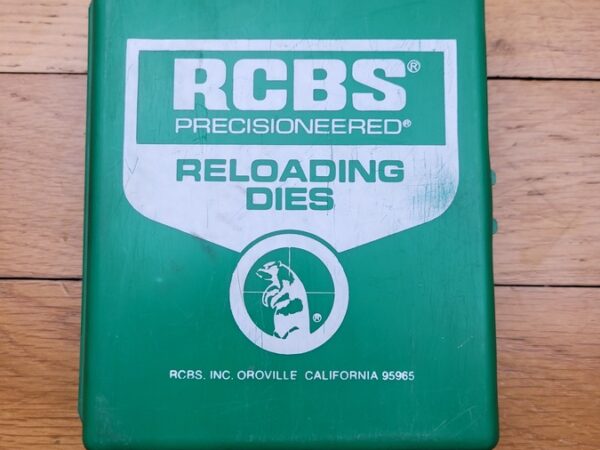 RCBS®
PRECISIONEERED®
RELOADING
DIES
®
RCBS. INC. OROVILLE CALIFORNIA 95965